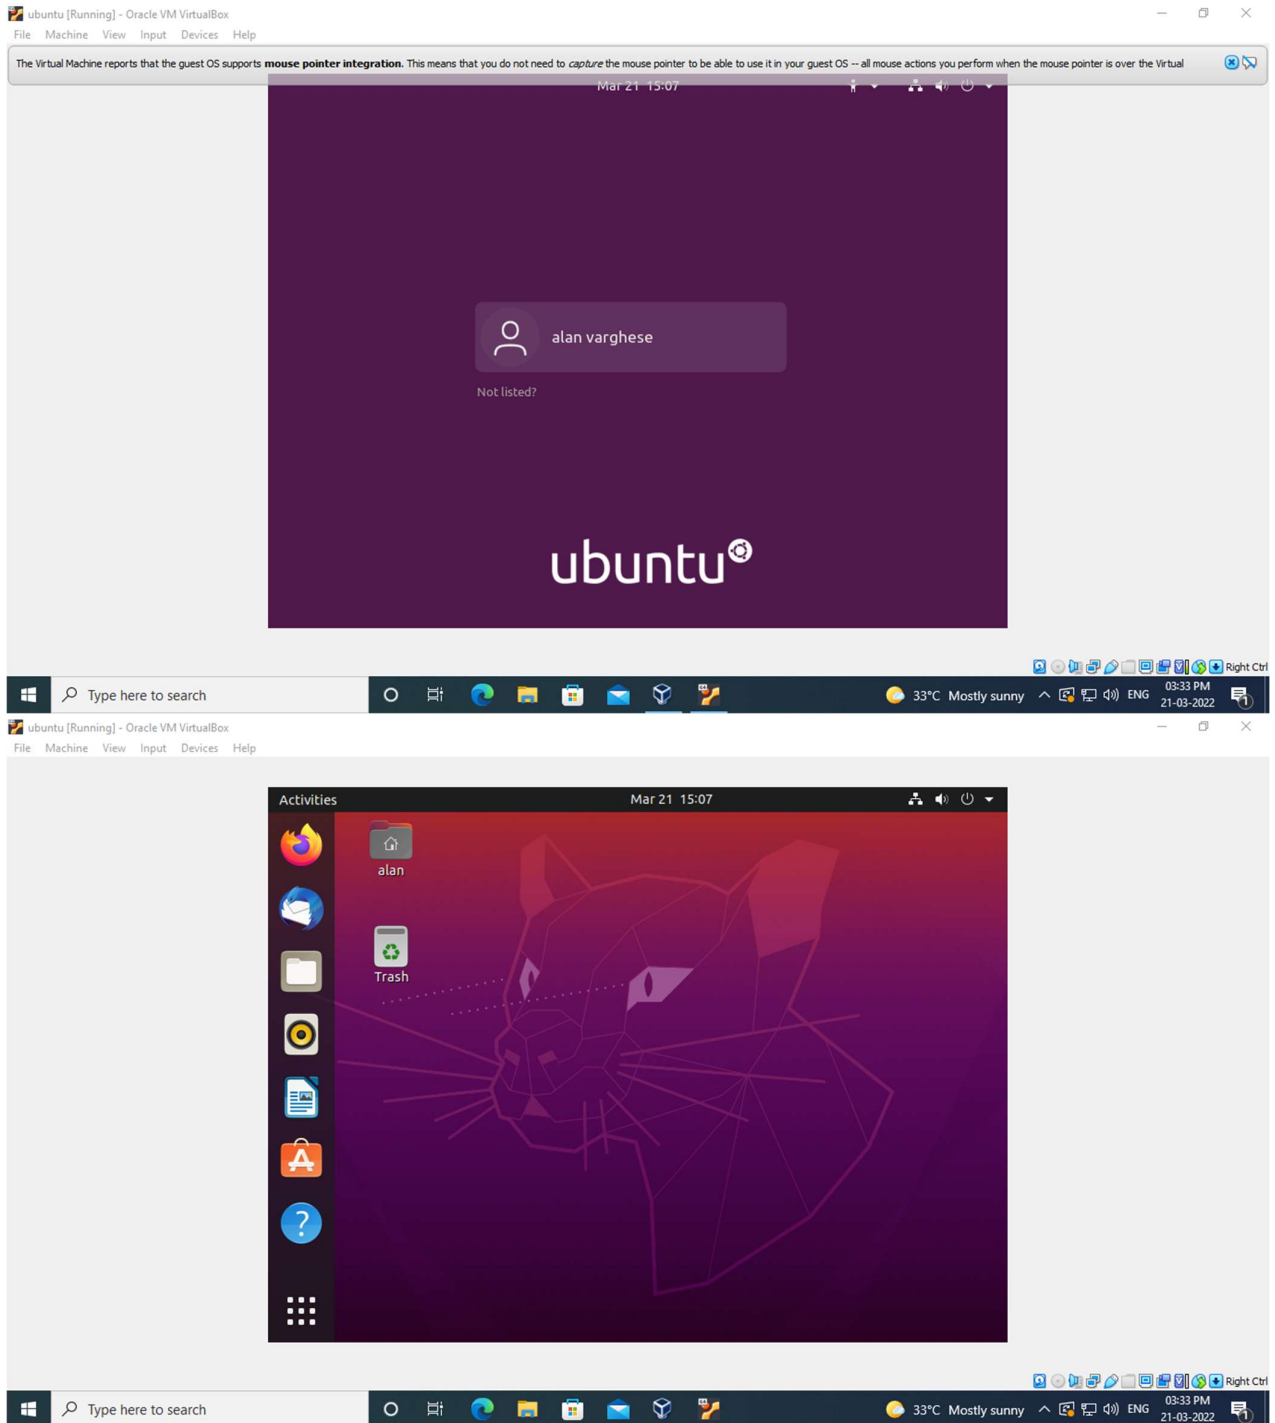 ubuntu [Running] - Oracle VM VirtualBox
File Machine View Input Devices Help
The Virtual Machine reports that the guest OS supports mouse pointer integration. This means that you do not need to capture the mouse pointer to be able to use it in your guest OS -- all mouse actions you perform when the mouse pointer is over the Virtual
Mar 21 15:07
alan varghese
Not listed?
ubuntu
Right Ctrl
Type here to search
33°C Mostly sunny
ENG
03:33 PM
21-03-2022
1
ubuntu [Running] - Oracle VM VirtualBox
File Machine View Input Devices Help
Activities
Mar 21 15:07
alan
Trash
Right Ctrl
Type here to search
33°C Mostly sunny
ENG
03:33 PM
21-03-2022
1